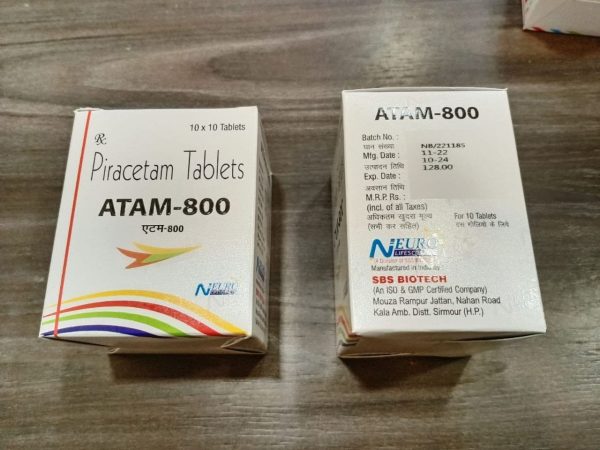 Rx
10 x 10 Tablets
Piracetam Tablets
ATAM-800
एटम-800
NEURO
ATAM-800
Batch No. :
घान संख्या
NB/221185
Mfg. Date :
11-22
उत्पादन तिथि
10-24
Exp. Date :
128.00
अवसान तिथि
M.R.P. Rs. :
(Incl. of all Taxes)
अधिकतम खुदरा मूल्य
(सभी कर सहित)
For 10 Tablets
दस गोलियों के लिये
NEURO
LIFESC
Manufactured in India by :
SBS BIOTECH
(An ISO & GMP Certified Company)
Mouza Rampur Jattan, Nahan Road
Kala Amb. Distt. Sirmour (H.P.)